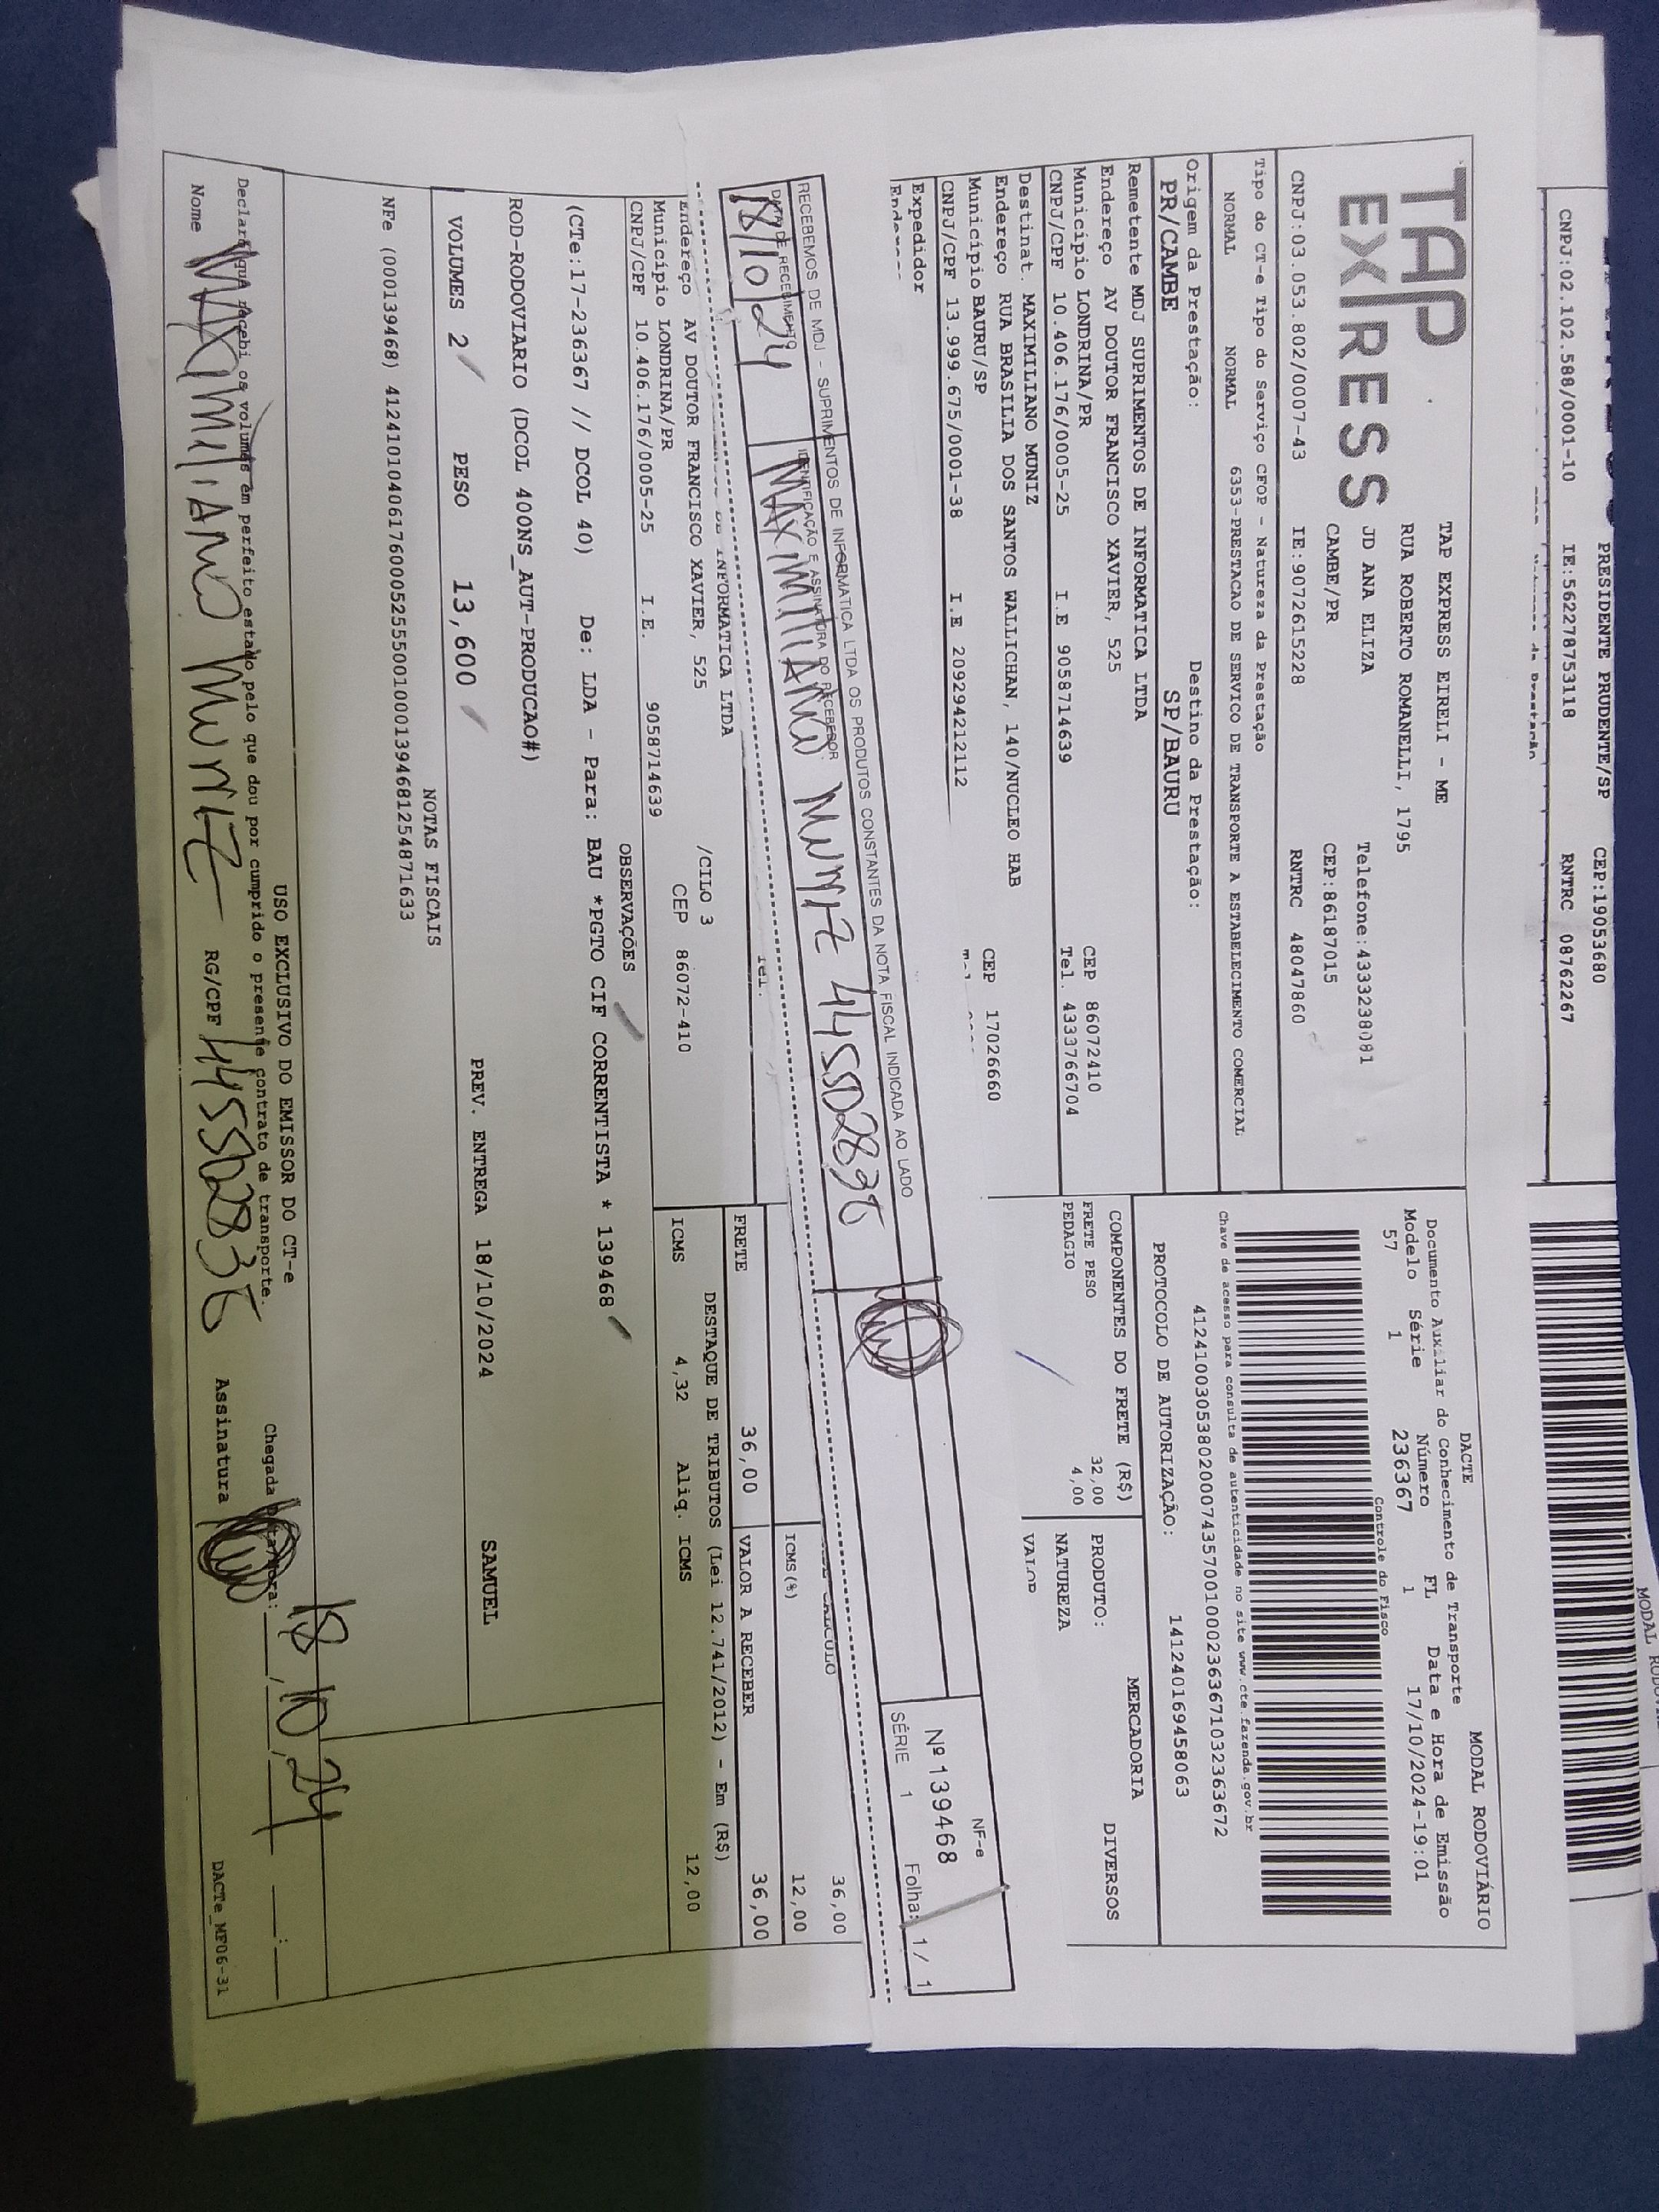 PRESIDENTE PRUDENTE/SP CEP:19053680
CNPJ:02.102.588/0001-10 IE:562278753118 RNTRC 08762267
MODAL
TAP EXPRESS
TAP EXPRESS EIRELI - ME
RUA ROBERTO ROMANELLI, 1795
JD ANA ELIZA Telefone:4333238081
CAMBE/PR CEP:86187015
CNPJ:03.053.802/0007-43 IE:9072615228 RNTRC 48047860
DACTE MODAL RODOVIÁRIO
Documento Auxiliar do Conhecimento de Transporte
Modelo Série Número FL Data e Hora de Emissão
57 1 236367 1 17/10/2024-19:01
Controle do Fisco
Tipo do CT-e Tipo do Serviço CFOP - Natureza da Prestação
NORMAL NORMAL 6353-PRESTACAO DE SERVICO DE TRANSPORTE A ESTABELECIMENTO COMERCIAL
Chave de acesso para consulta de autenticidade no site www.cte.fazenda.gov.br
41241003053802000743570010002363671032363672
Origem da Prestação: Destino da Prestação:
PR/CAMBE SP/BAURU
PROTOCOLO DE AUTORIZAÇÃO: 141240169458063
Remetente MDJ SUPRIMENTOS DE INFORMATICA LTDA
Endereço AV DOUTOR FRANCISCO XAVIER, 525
CEP 86072410
Município LONDRINA/PR Tel. 4333766704
CNPJ/CPF 10.406.176/0005-25 I.E 9058714639
COMPONENTES DO FRETE (R$) MERCADORIA
FRETE PESO 32,00 PRODUTO: DIVERSOS
PEDAGIO 4,00 NATUREZA
VALOR
Destinat. MAXIMILIANO MUNIZ
Endereço RUA BRASILIA DOS SANTOS WALLICHAN, 140/NUCLEO HAB
Município BAURU/SP CEP 17026660
CNPJ/CPF 13.999.675/0001-38 I.E 209294212112
Expedidor
RECEBEMOS DE MDJ - SUPRIMENTOS DE INFORMATICA LTDA OS PRODUTOS CONSTANTES DA NOTA FISCAL INDICADA AO LADO
DATA DE RECEBIMENTO IDENTIFICAÇÃO E ASSINATURA DO RECEBEDOR
18/10/24 MAXIMILIANO MUNIZ
NF-e
Nº 139468
SÉRIE 1 Folha: 1 / 1
INFORMATICA LTDA
Endereço AV DOUTOR FRANCISCO XAVIER, 525 /CILO 3
Município LONDRINA/PR CEP 86072-410
CNPJ/CPF 10.406.176/0005-25 I.E. 9058714639
CALCULO 36,00
ICMS(%) 12,00
FRETE 36,00 VALOR A RECEBER 36,00
DESTAQUE DE TRIBUTOS (Lei 12.741/2012) - Em (R$)
ICMS 4,32 Aliq. ICMS 12,00
OBSERVAÇÕES
(CTe:17-236367 // DCOL 40) De: LDA - Para: BAU *PGTO CIF CORRENTISTA * 139468
ROD-RODOVIARIO (DCOL 400NS_AUT-PRODUCAO#)
VOLUMES 2 PESO 13,600 PREV. ENTREGA 18/10/2024 SAMUEL
NOTAS FISCAIS
NFe (000139468) 41241010406176000525550010001394681254871633
USO EXCLUSIVO DO EMISSOR DO CT-e
Declaro que recebi os volumes em perfeito estado pelo que dou por cumprido o presente contrato de transporte.
Chegada Data/Hora: 18/10/24
Nome MAXIMILIANO MUNIZ RG/CPF Assinatura
DACTe_MF06-31